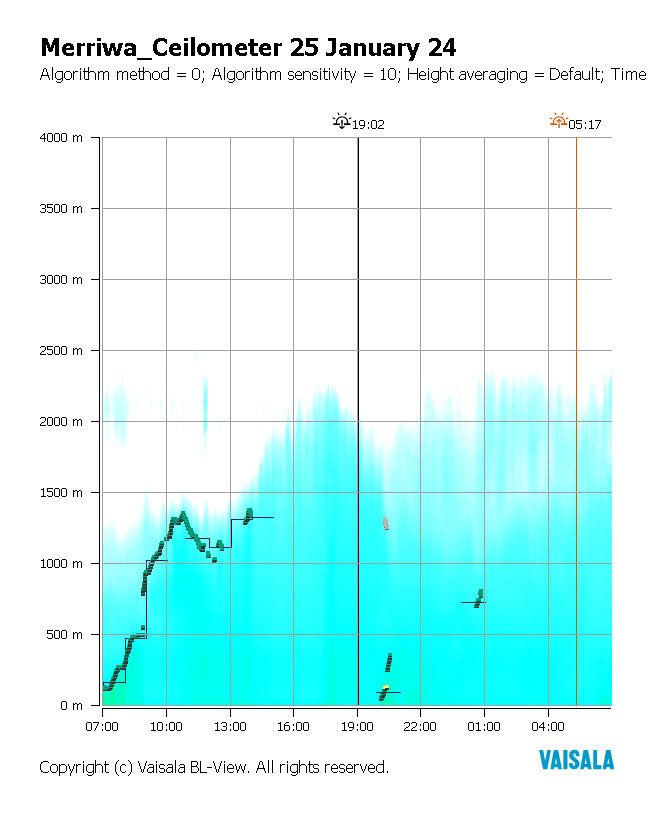 Merriwa_Ceilometer 25 January 24
Algorithm method = 0; Algorithm sensitivity = 10; Height averaging = Default; Time
19:02
05:17
4000 m
3500 m
3000 m
2500 m
2000 m
1500 m
1000 m
500 m
0 m
07:00 10:00 13:00 16:00 19:00 22:00 01:00 04:00
Copyright (c) Vaisala BL-View. All rights reserved.
VAISALA